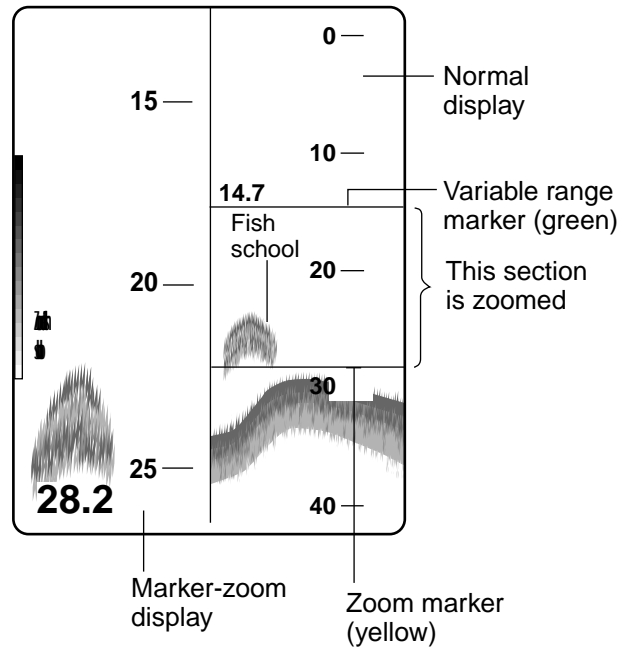 0
Normal
display
15
10
14.7
Variable range
marker (green)
Fish
school
20
20
This section
is zoomed
30
25
28.2
40
Marker-zoom
display
Zoom marker
(yellow)